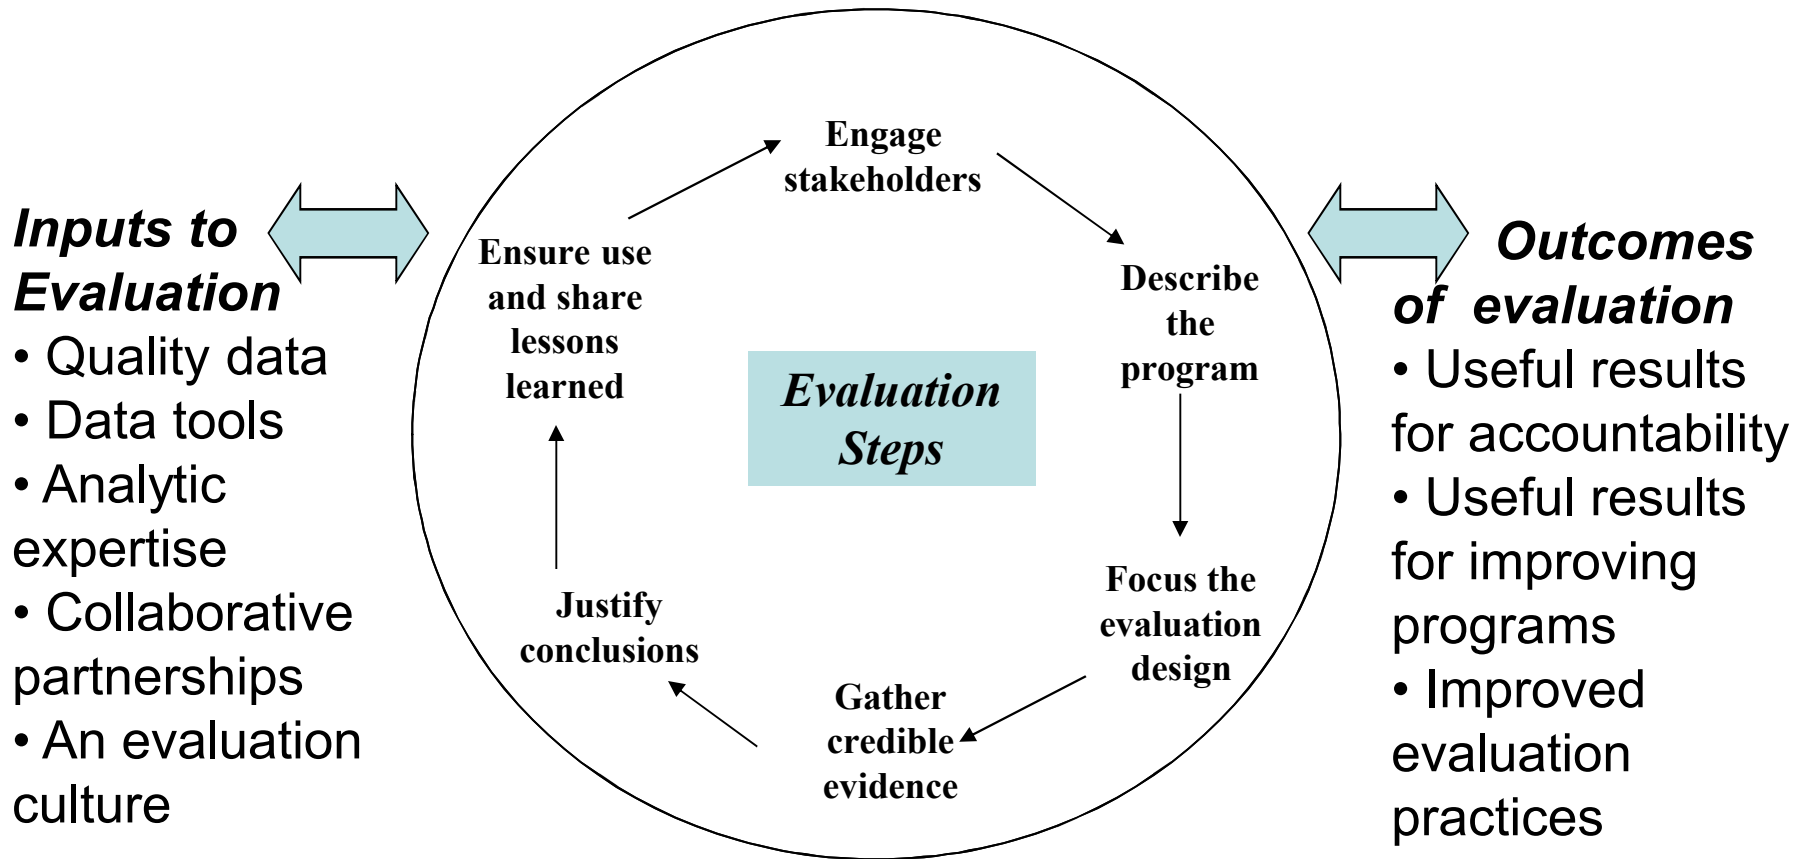 Inputs to
Evaluation
• Quality data
• Data tools
• Analytic
expertise
• Collaborative
partnerships
• An evaluation
culture
Engage
stakeholders
Describe
the
program
Focus the
evaluation
design
Gather
credible
evidence
Justify
conclusions
Ensure use
and share
lessons
learned
Evaluation
Steps
Outcomes
of evaluation
• Useful results
for accountability
• Useful results
for improving
programs
• Improved
evaluation
practices